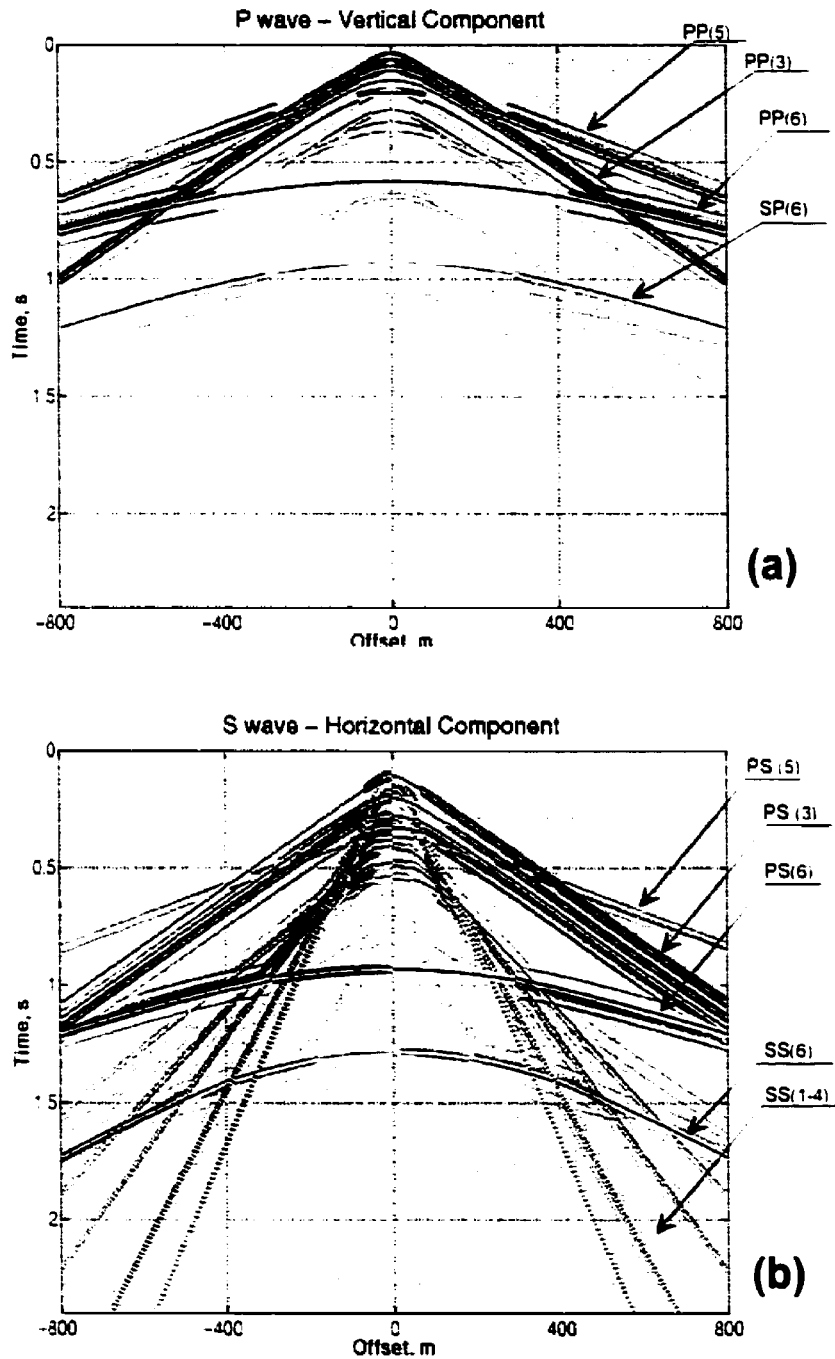 P wave – Vertical Component
PP(5)
PP(3)
PP(6)
SP(6)
0
0.5
1
1.5
2
Time, s
-800
-400
0
400
800
Offset, m
(a)
S wave – Horizontal Component
PS (5)
PS (3)
PS(6)
SS(6)
SS(1-4)
0
0.5
1
1.5
2
Time, s
-800
-400
0
400
800
Offset, m
(b)